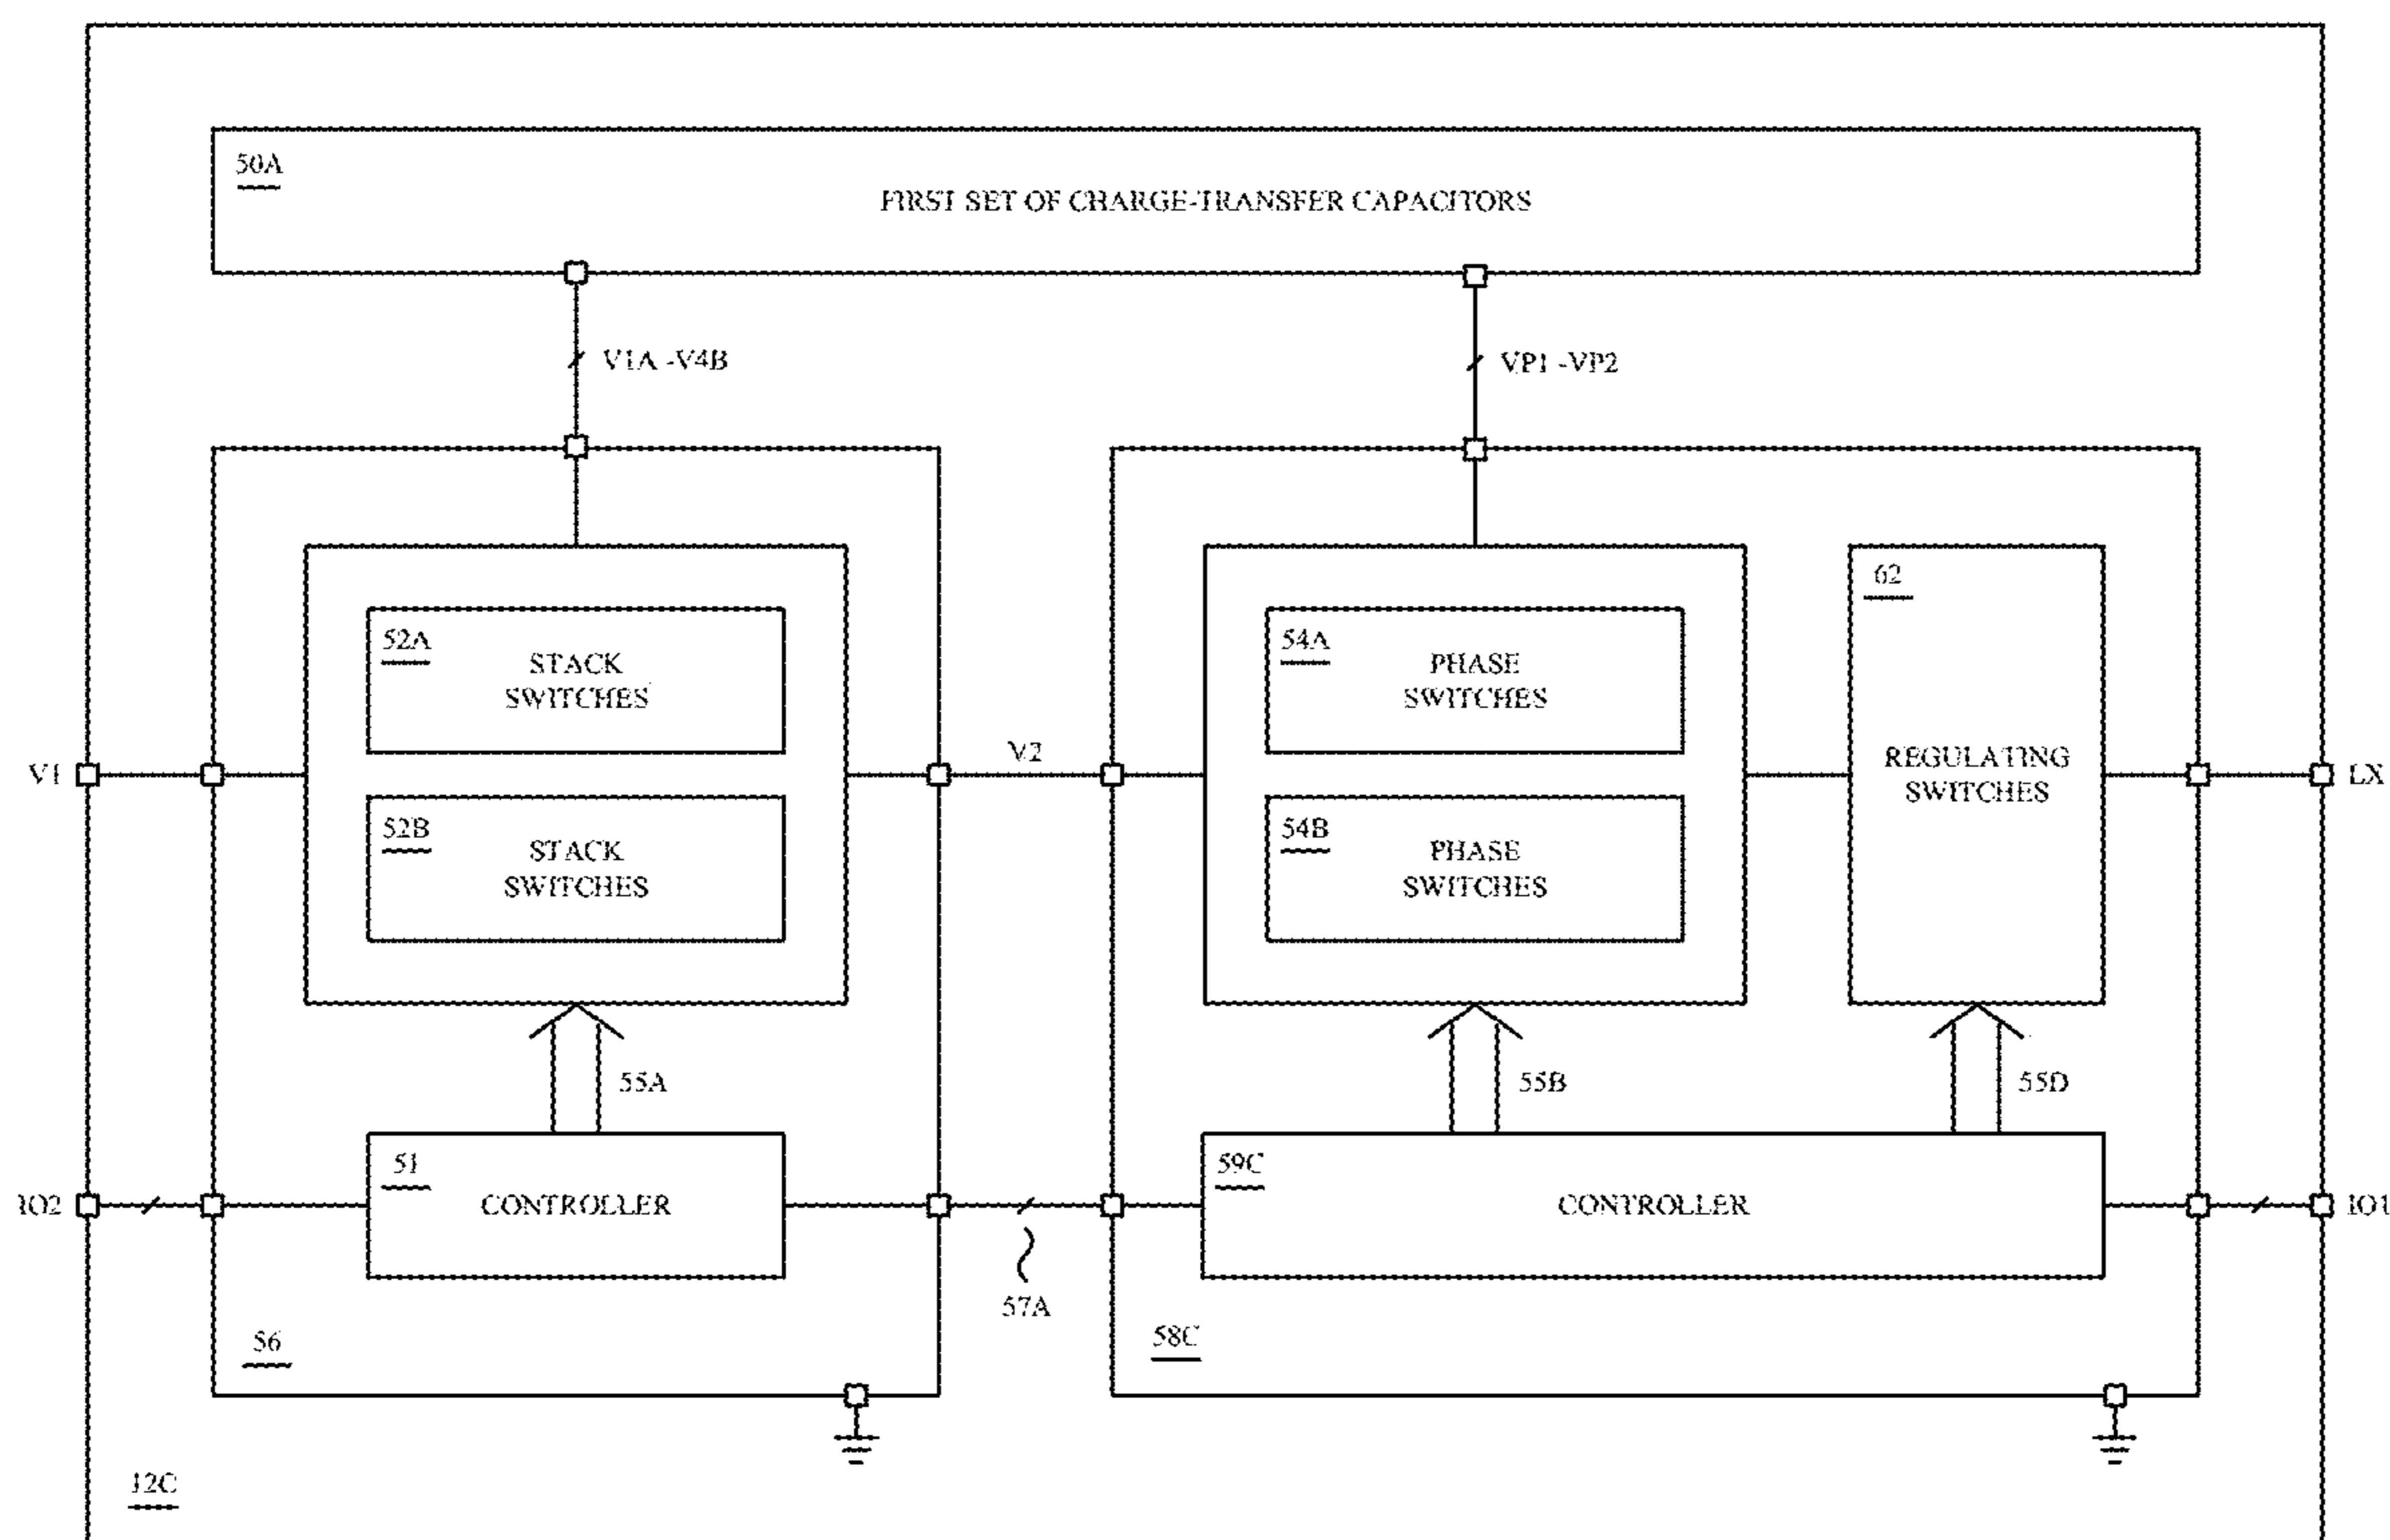 50A
FIRST SET OF CHARGE-TRANSFER CAPACITORS
V1A -V4B
VP1 -VP2
52A
STACK
SWITCHES
54A
PHASE
SWITCHES
62
REGULATING
SWITCHES
V1
V2
LX
52B
STACK
SWITCHES
54B
PHASE
SWITCHES
55A
55B
55D
IO2
51
CONTROLLER
57A
59C
CONTROLLER
IO1
56
58C
12C